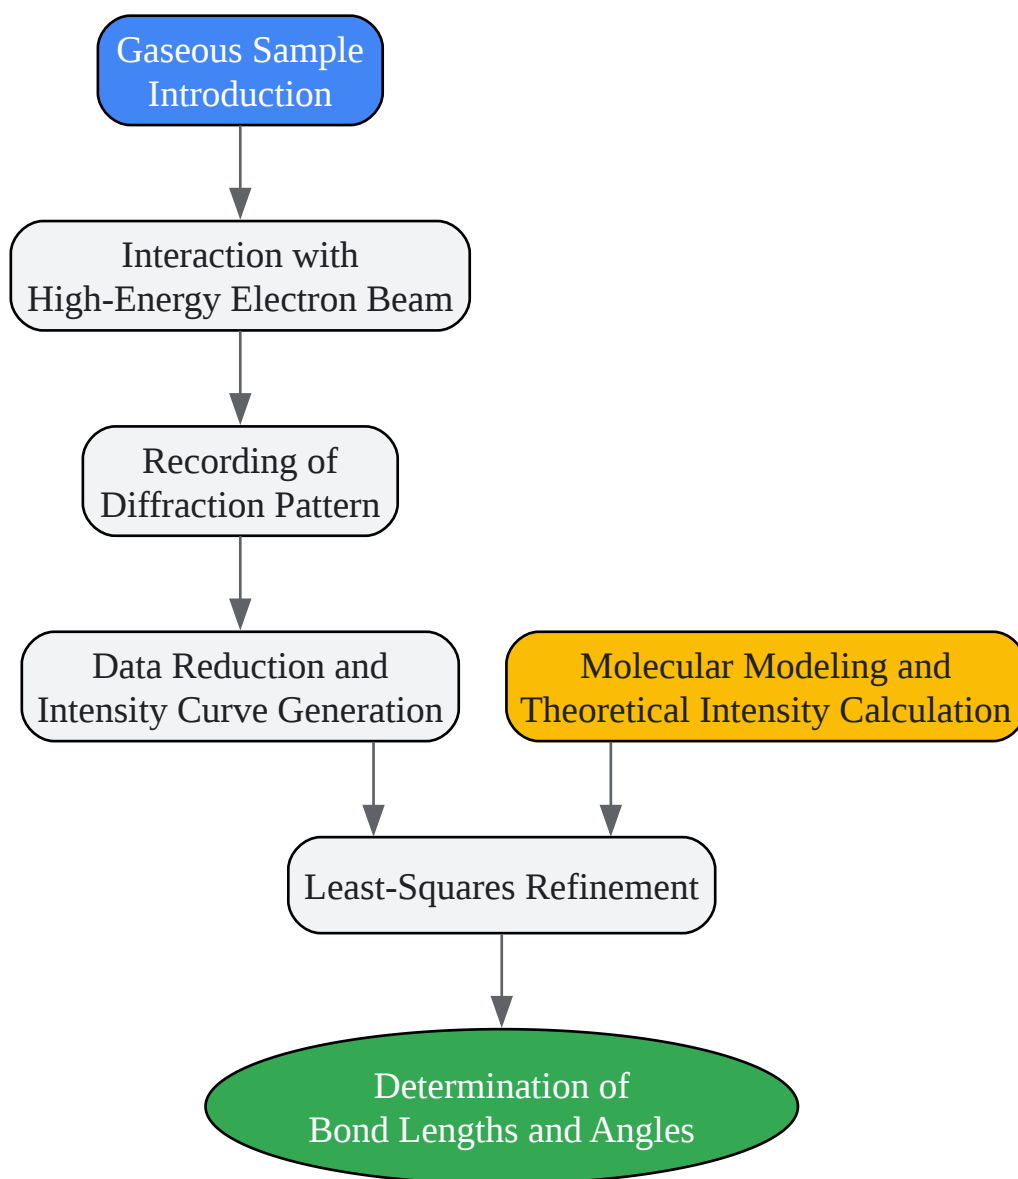 Gaseous Sample
Introduction
Interaction with
High-Energy Electron Beam
Recording of
Diffraction Pattern
Data Reduction and
Intensity Curve Generation
Molecular Modeling and
Theoretical Intensity Calculation
Least-Squares Refinement
Determination of
Bond Lengths and Angles